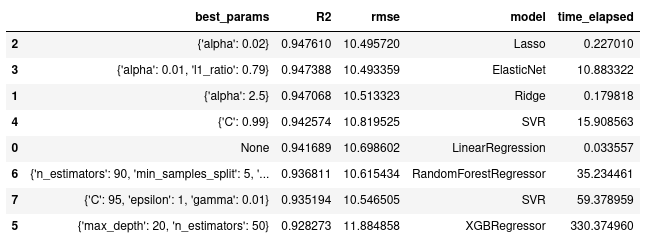 best_params R2 rmse model time_elapsed
2 {'alpha': 0.02} 0.947610 10.495720 Lasso 0.227010
3 {'alpha': 0.01, 'l1_ratio': 0.79} 0.947388 10.493359 ElasticNet 10.883322
1 {'alpha': 2.5} 0.947068 10.513323 Ridge 0.179818
4 {'C': 0.99} 0.942574 10.819525 SVR 15.908563
0 None 0.941689 10.698602 LinearRegression 0.033557
6 {'n_estimators': 90, 'min_samples_split': 5, '... 0.936811 10.615434 RandomForestRegressor 35.234461
7 {'C': 95, 'epsilon': 1, 'gamma': 0.01} 0.935194 10.546505 SVR 59.378959
5 {'max_depth': 20, 'n_estimators': 50} 0.928273 11.884858 XGBRegressor 330.374960